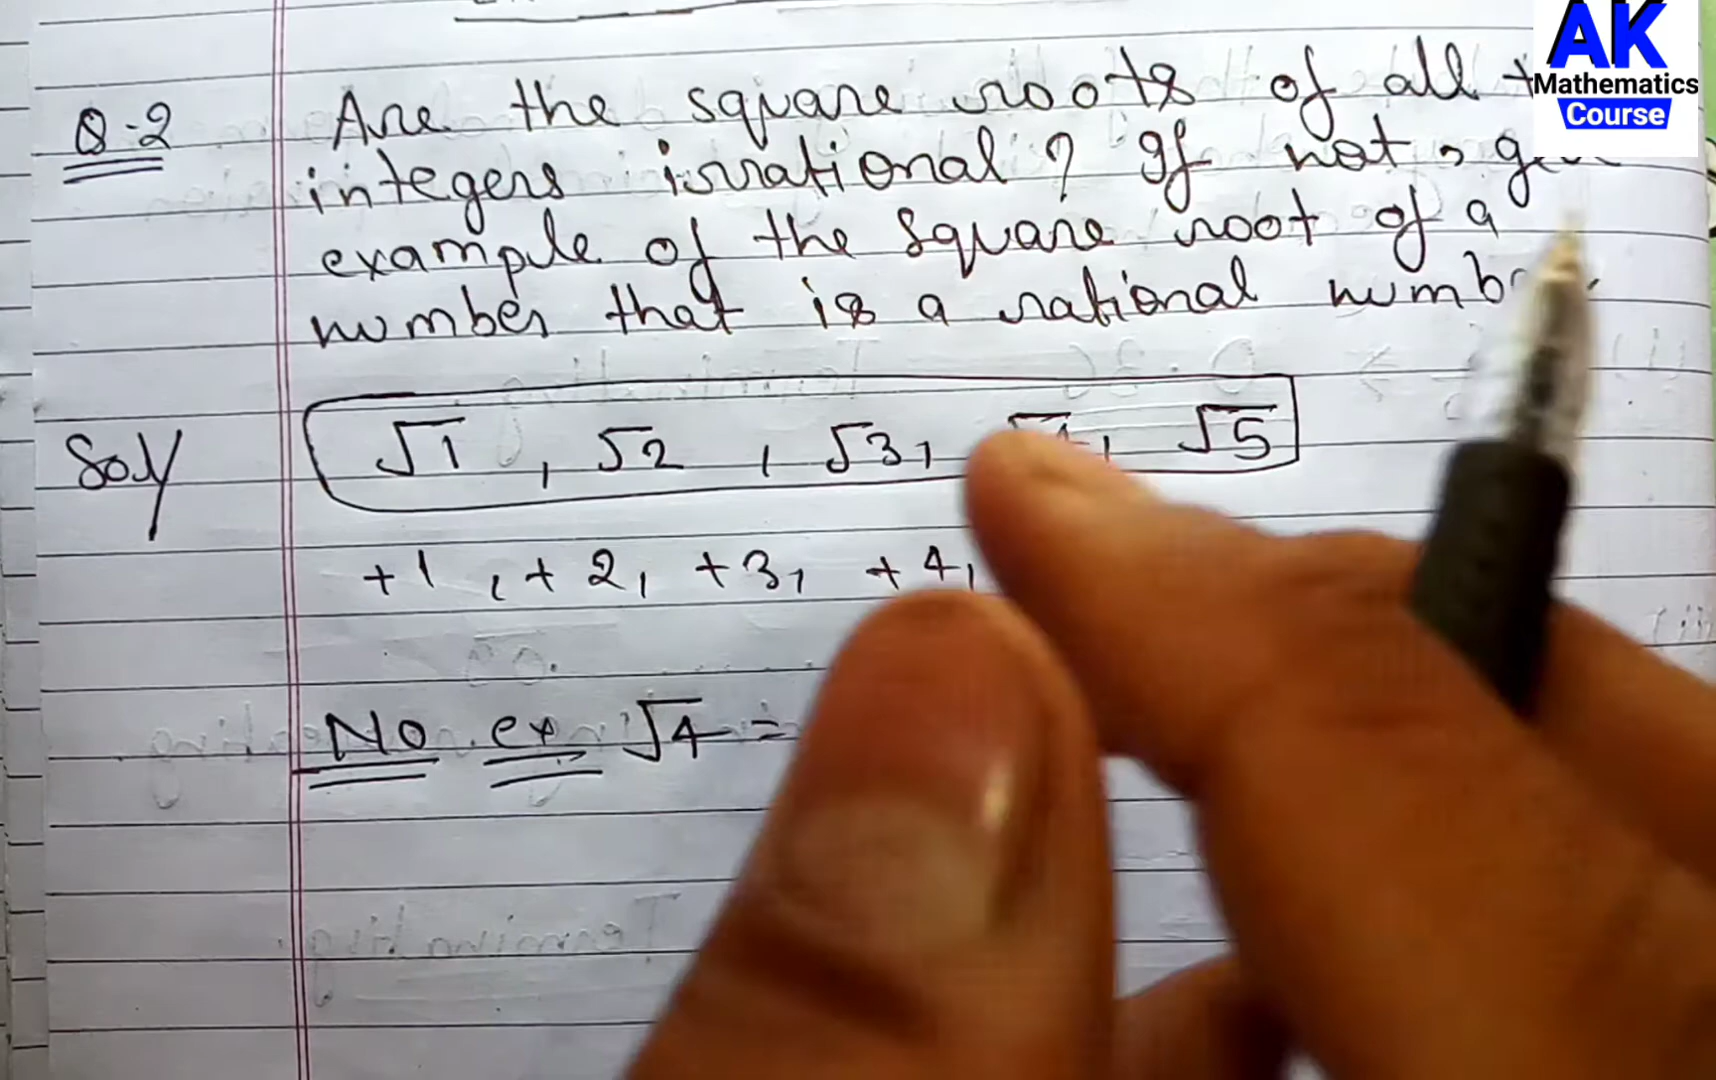 AK
Mathematics
Course
Q-2 Are the square roots of all
integers irrational? If not,
example of the square root of a
number that is a rational
Sol/ √1, √2, √3, √5
+1, +2, +3, +4,
No ex √4 =